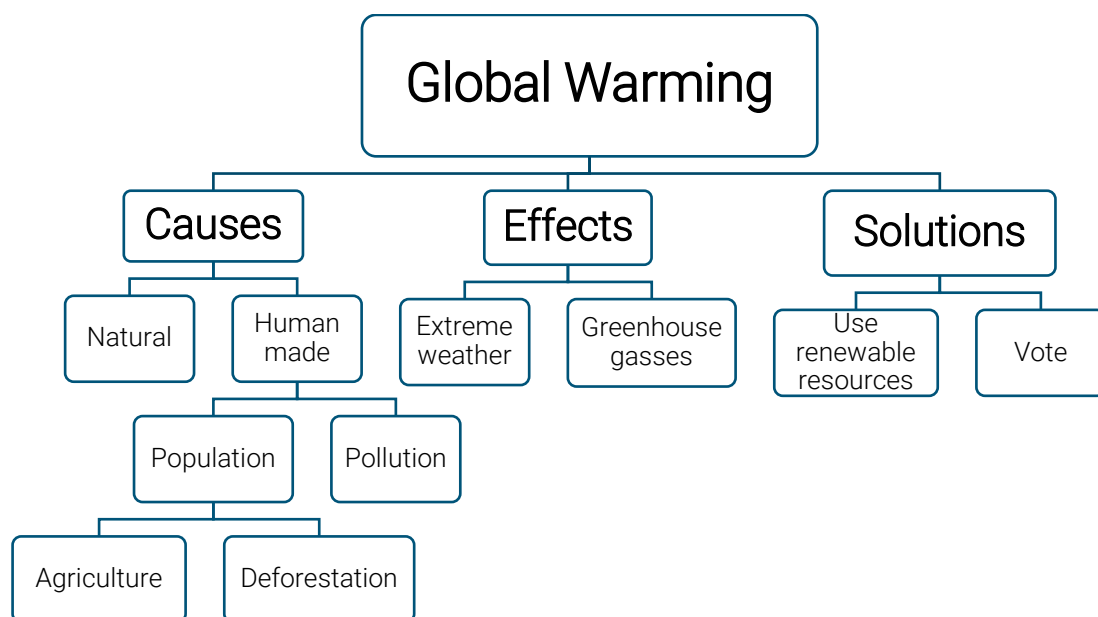 Global Warming
Causes
Effects
Solutions
Natural
Human
made
Extreme
weather
Greenhouse
gasses
Use
renewable
resources
Vote
Population
Pollution
Agriculture
Deforestation